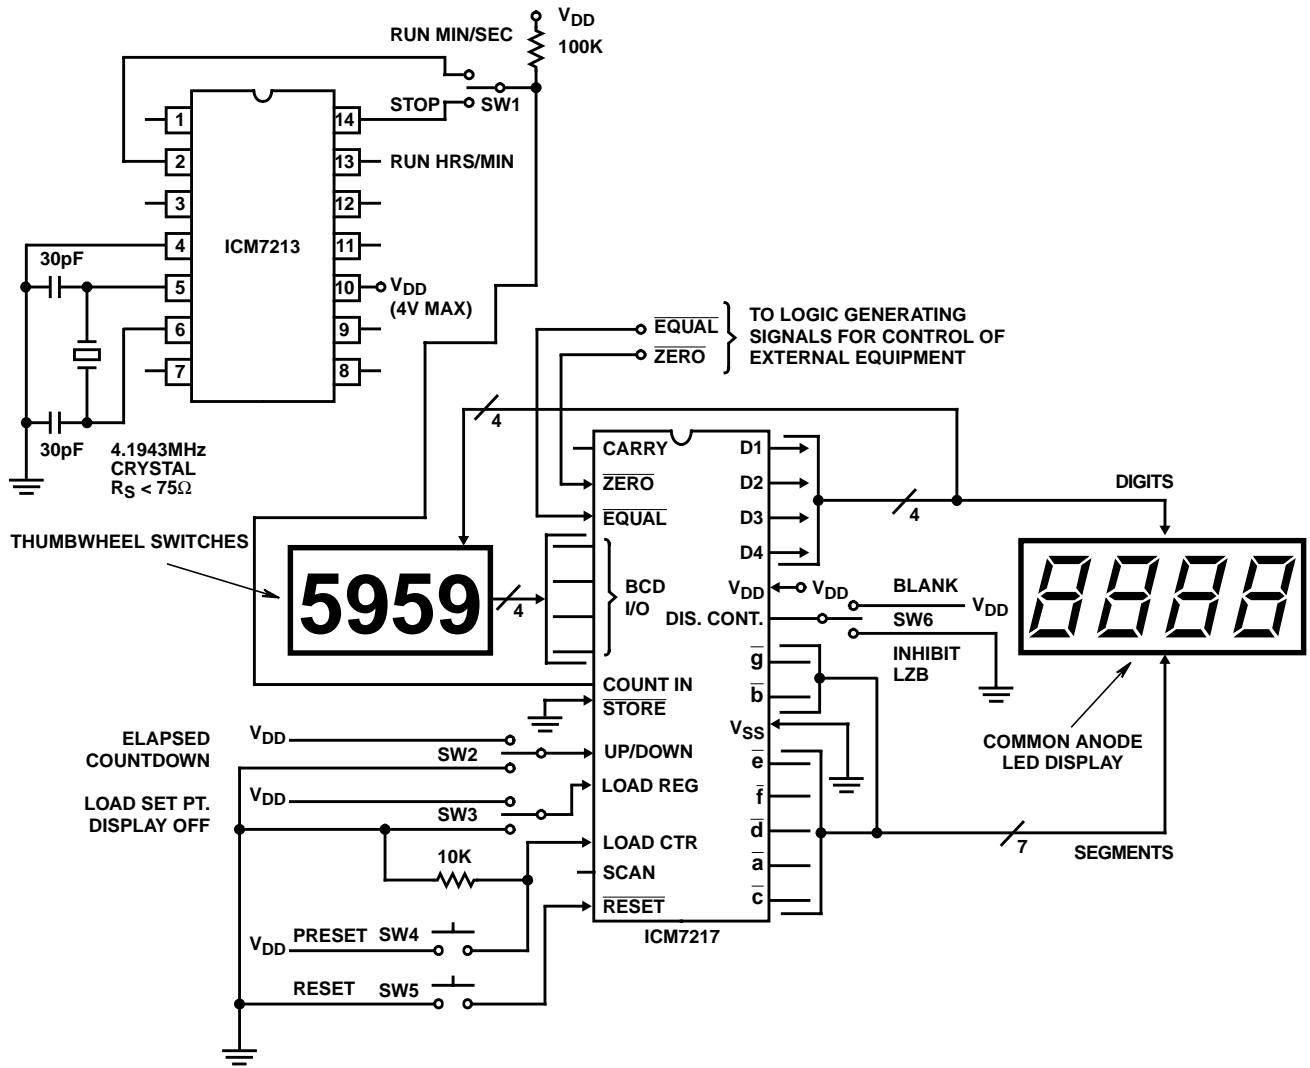 RUN MIN/SEC
VDD
100K
STOP
SW1
1
2
3
4
5
6
7
ICM7213
14
13
12
11
10
9
8
RUN HRS/MIN
VDD
(4V MAX)
30pF
30pF
4.1943MHz
CRYSTAL
RS < 75Ω
EQUAL
ZERO
TO LOGIC GENERATING
SIGNALS FOR CONTROL OF
EXTERNAL EQUIPMENT
4
THUMBWHEEL SWITCHES
5959
4
CARRY
ZERO
EQUAL
BCD
I/O
COUNT IN
STORE
UP/DOWN
LOAD REG
LOAD CTR
SCAN
RESET
D1
D2
D3
D4
VDD
DIS. CONT.
g
b
VSS
e
f
d
a
c
ICM7217
4
DIGITS
VDD
BLANK
VDD
SW6
INHIBIT
LZB
8888
COMMON ANODE
LED DISPLAY
7
SEGMENTS
ELAPSED
COUNTDOWN
VDD
SW2
LOAD SET PT.
DISPLAY OFF
VDD
SW3
10K
VDD
PRESET
SW4
RESET
SW5